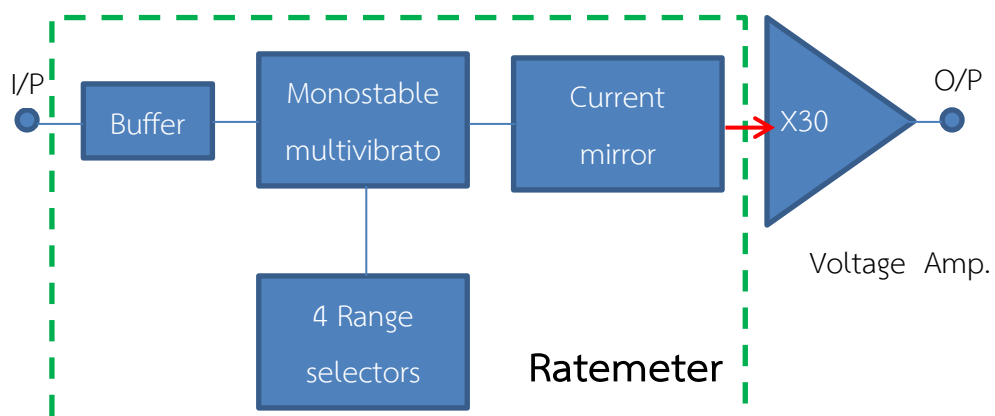 I/P
Buffer
Monostable
multivibrato
Current
mirror
X30
O/P
Voltage Amp.
4 Range
selectors
Ratemeter